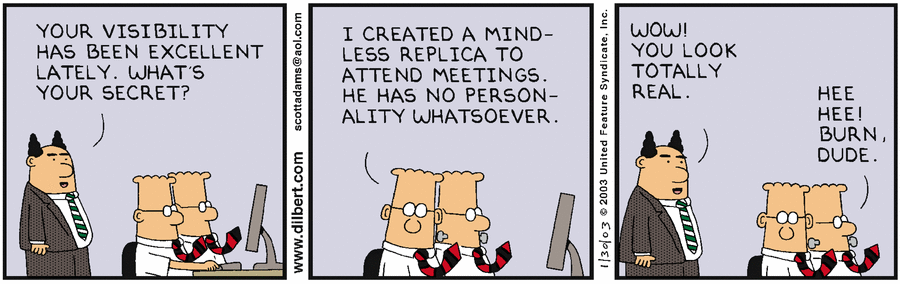 YOUR VISIBILITY
HAS BEEN EXCELLENT
LATELY. WHAT'S
YOUR SECRET?
www.dilbert.com scottadams@aol.com
I CREATED A MIND-
LESS REPLICA TO
ATTEND MEETINGS.
HE HAS NO PERSON-
ALITY WHATSOEVER.
1/30/03 © 2003 United Feature Syndicate, Inc.
WOW!
YOU LOOK
TOTALLY
REAL.
HEE
HEE!
BURN,
DUDE.